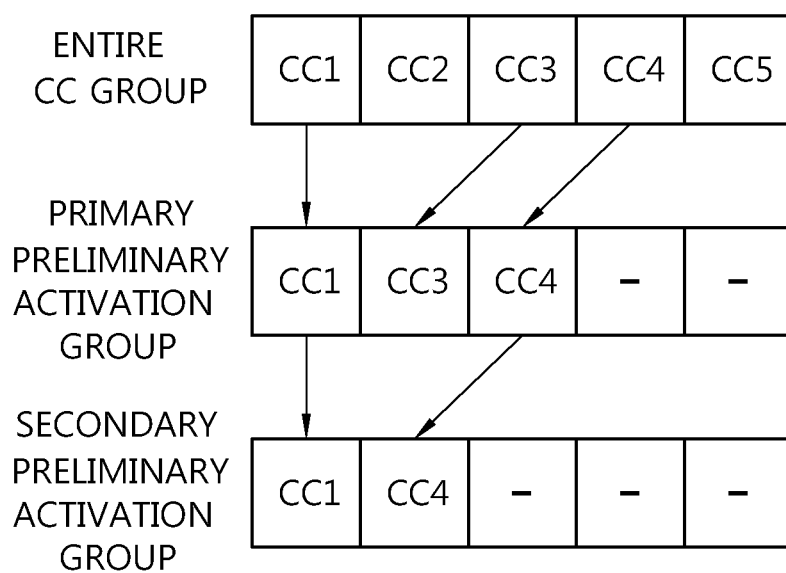 ENTIRE
CC GROUP
CC1 CC2 CC3 CC4 CC5
PRIMARY
PRELIMINARY
ACTIVATION
GROUP
CC1 CC3 CC4 - -
SECONDARY
PRELIMINARY
ACTIVATION
GROUP
CC1 CC4 - - -